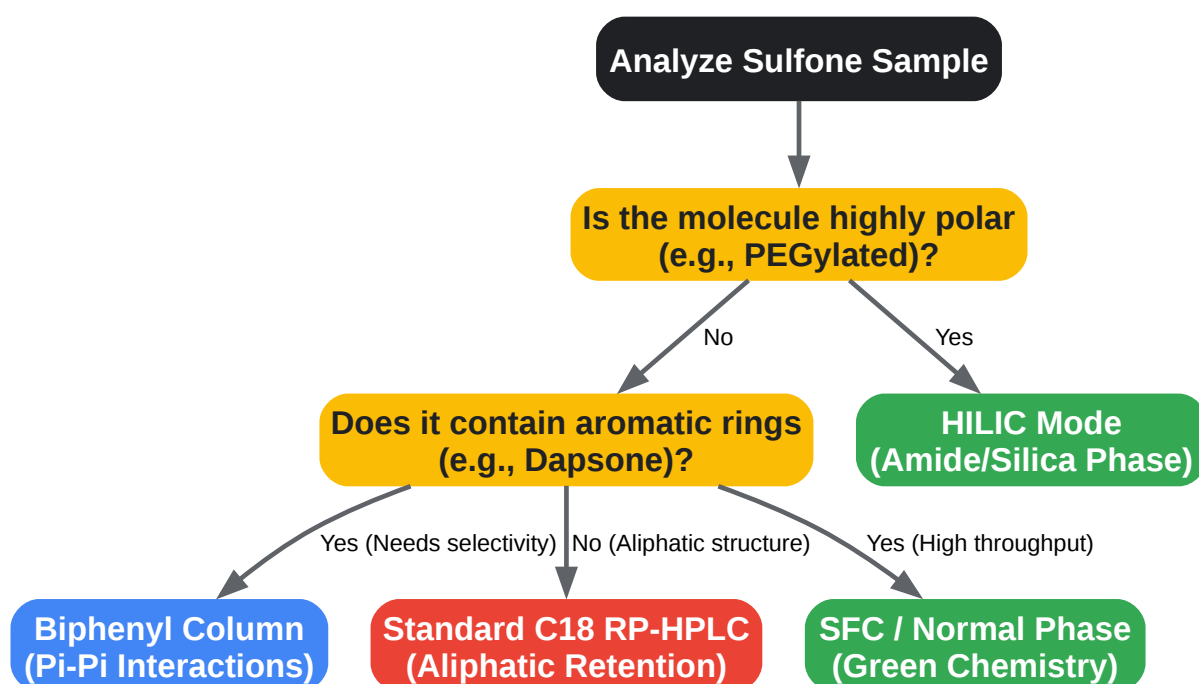 Analyze Sulfone Sample
Is the molecule highly polar
(e.g., PEGylated)?
No
Yes
Does it contain aromatic rings
(e.g., Dapsone)?
HILIC Mode
(Amide/Silica Phase)
Yes (Needs selectivity)
No (Aliphatic structure)
Yes (High throughput)
Biphenyl Column
(Pi-Pi Interactions)
Standard C18 RP-HPLC
(Aliphatic Retention)
SFC / Normal Phase
(Green Chemistry)